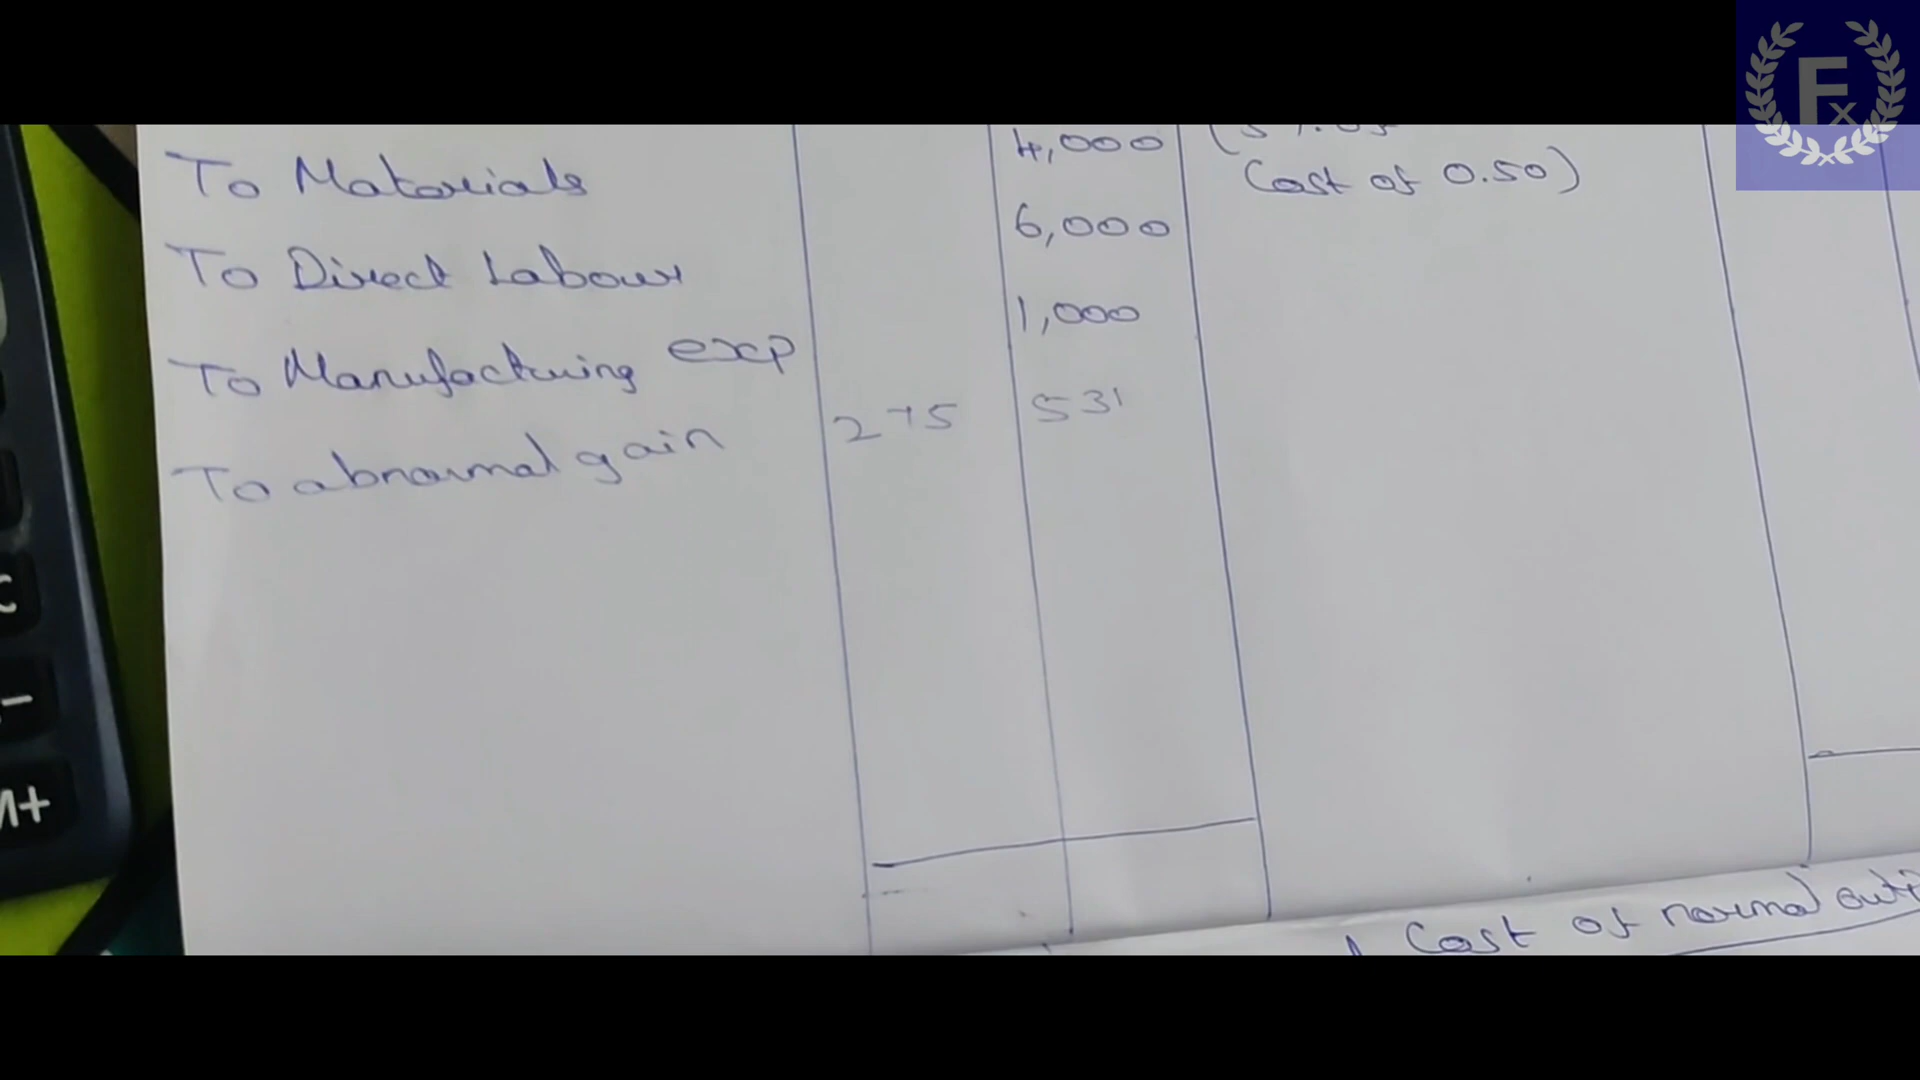 To Materials 4,000 Cost of 0.50)
To Direct Labour 6,000
To Manufacturing exp 1,000
To abnormal gain 275 531
Cost of normal
C
-
M+
Fx